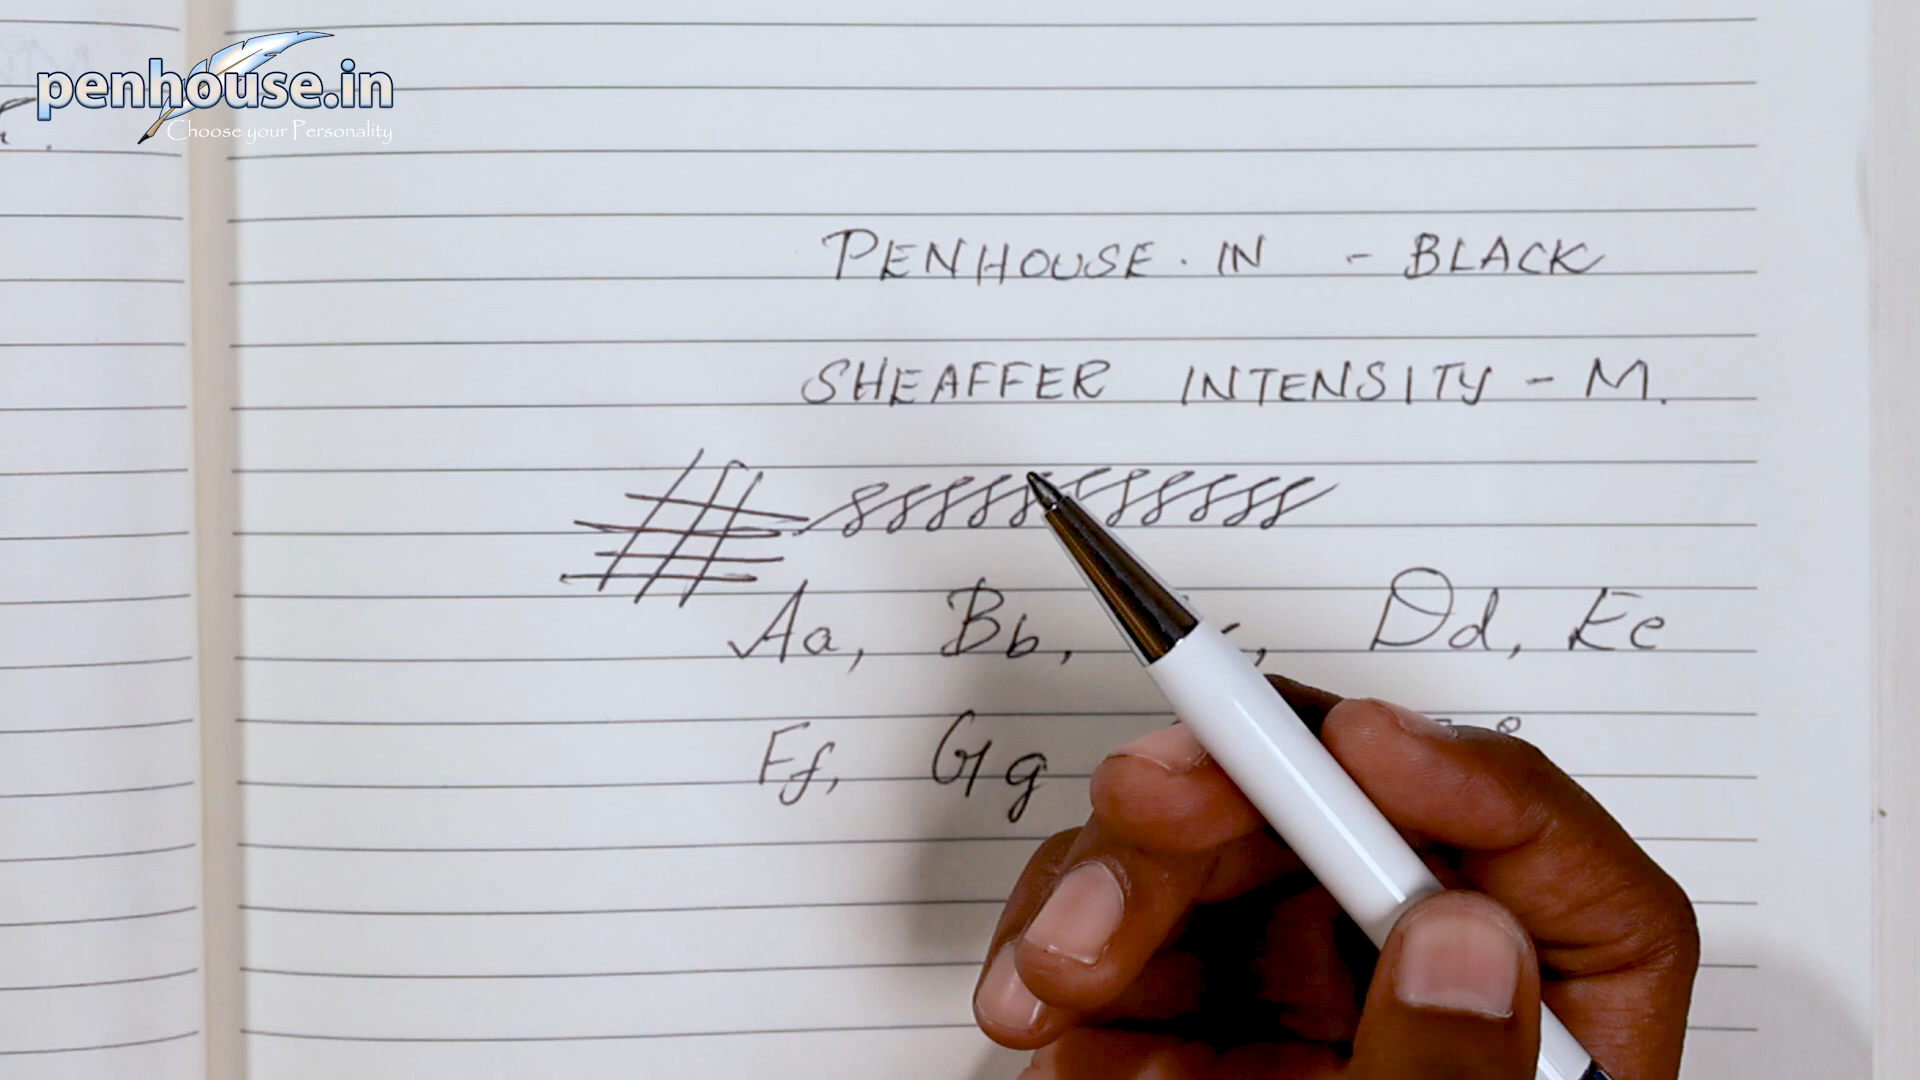 penhouse.in
Choose your Personality
PENHOUSE.IN - BLACK
SHEAFFER INTENSITY - M.
Aa, Bb, , Dd, Ee
Ff, Gg